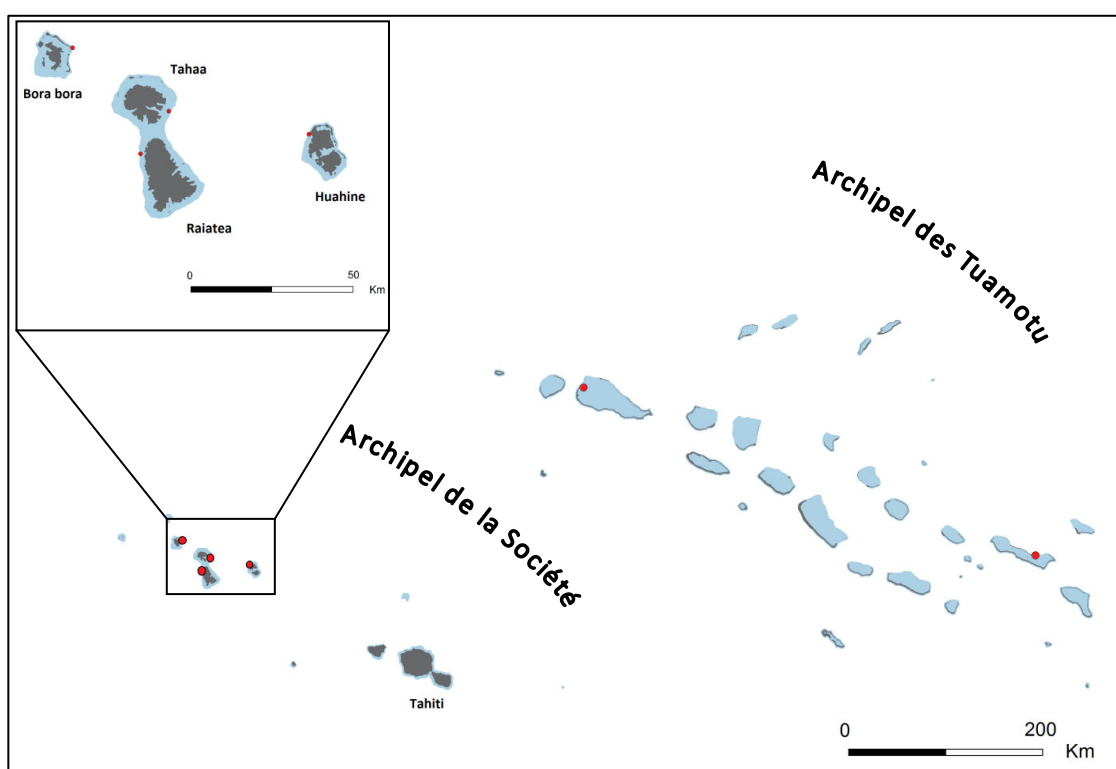 Tahaa
Bora bora
Huahine
Raiatea
0 50
Km
Archipel des Tuamotu
Archipel de la Société
Tahiti
0 200
Km